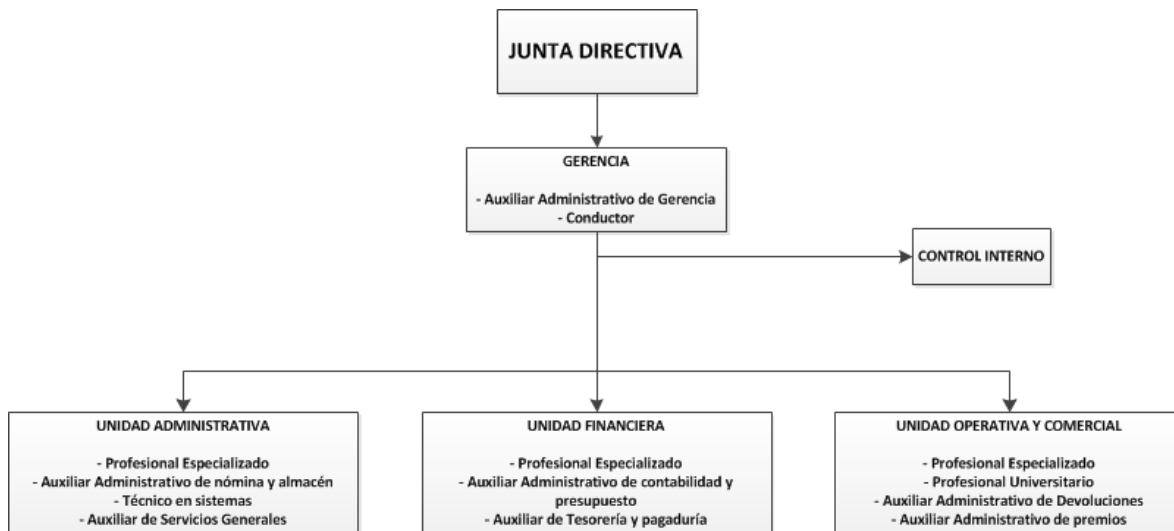 JUNTA DIRECTIVA
GERENCIA
- Auxiliar Administrativo de Gerencia
- Conductor
CONTROL INTERNO
UNIDAD ADMINISTRATIVA
- Profesional Especializado
- Auxiliar Administrativo de nómina y almacén
- Técnico en sistemas
- Auxiliar de Servicios Generales
UNIDAD FINANCIERA
- Profesional Especializado
- Auxiliar Administrativo de contabilidad y
presupuesto
- Auxiliar de Tesorería y pagaduría
UNIDAD OPERATIVA Y COMERCIAL
- Profesional Especializado
- Profesional Universitario
- Auxiliar Administrativo de Devoluciones
- Auxiliar Administrativo de premios